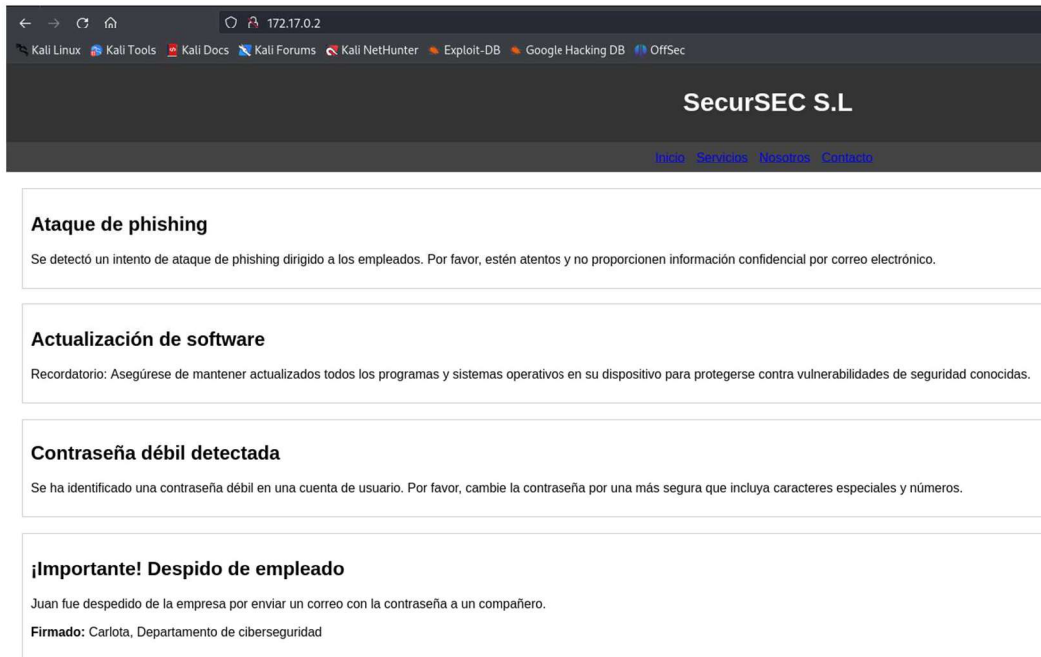 172.17.0.2
Kali Linux Kali Tools Kali Docs Kali Forums Kali NetHunter Exploit-DB Google Hacking DB OffSec
SecurSEC S.L
Inicio Servicios Nosotros Contacto
Ataque de phishing
Se detectó un intento de ataque de phishing dirigido a los empleados. Por favor, estén atentos y no proporcionen información confidencial por correo electrónico.
Actualización de software
Recordatorio: Asegúrese de mantener actualizados todos los programas y sistemas operativos en su dispositivo para protegerse contra vulnerabilidades de seguridad conocidas.
Contraseña débil detectada
Se ha identificado una contraseña débil en una cuenta de usuario. Por favor, cambie la contraseña por una más segura que incluya caracteres especiales y números.
¡Importante! Despido de empleado
Juan fue despedido de la empresa por enviar un correo con la contraseña a un compañero.
Firmado: Carlota, Departamento de ciberseguridad